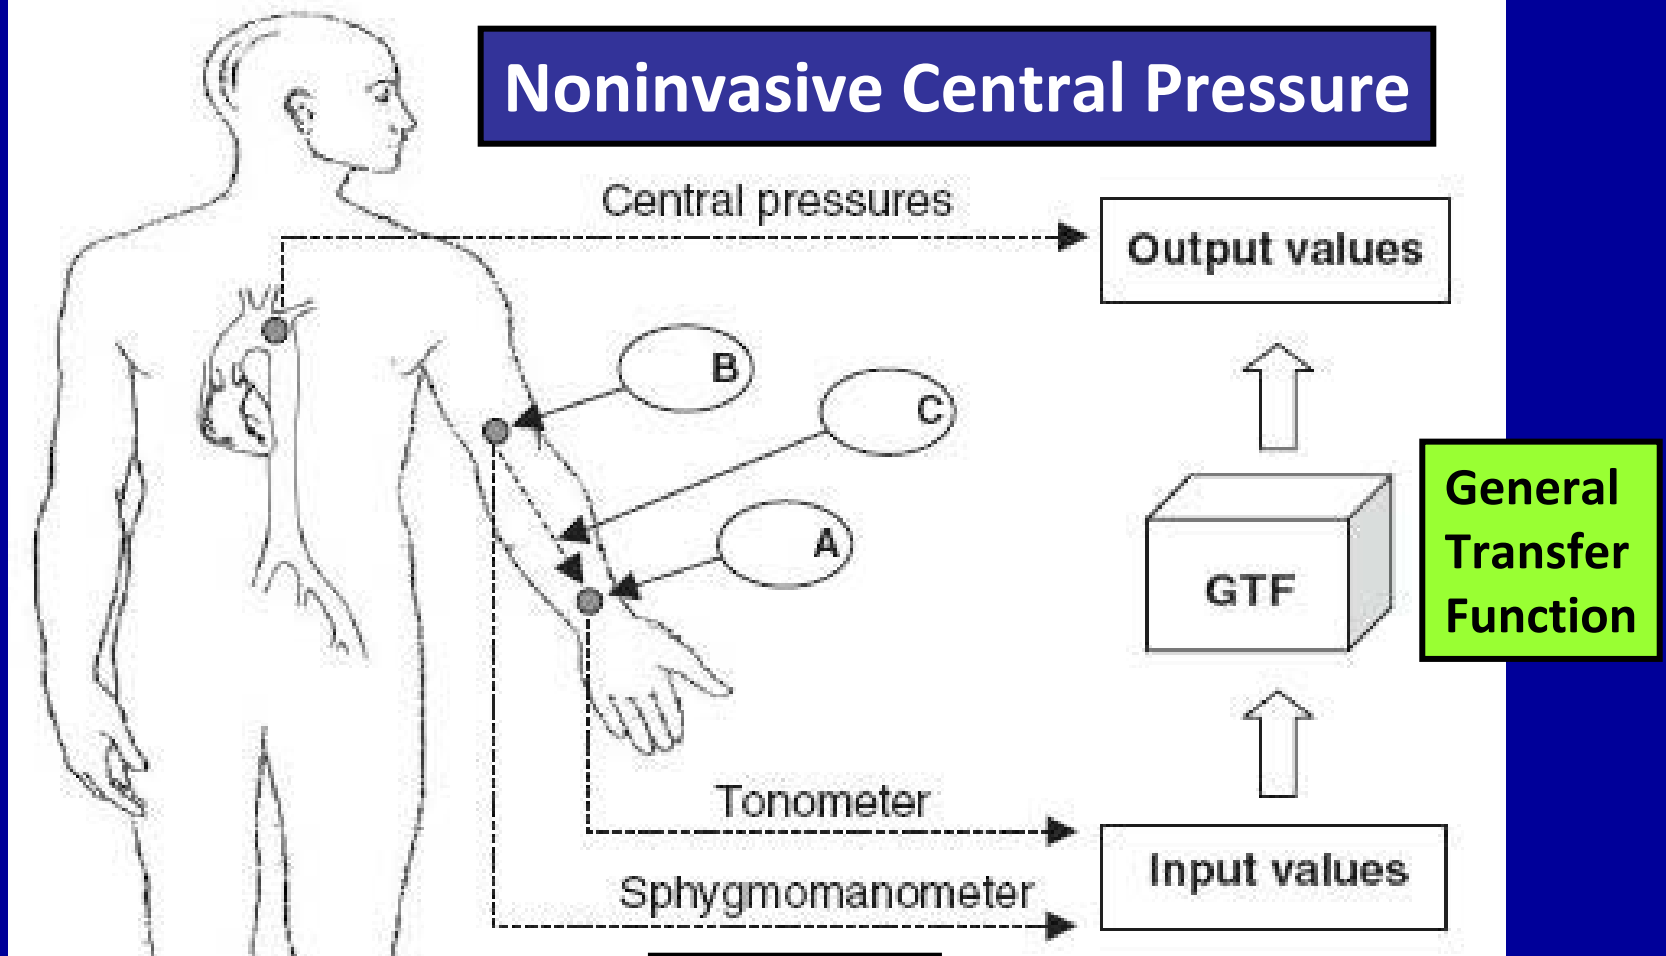 Noninvasive Central Pressure
Central pressures
Output values
B
C
A
GTF
General
Transfer
Function
Tonometer
Input values
Sphygmomanometer